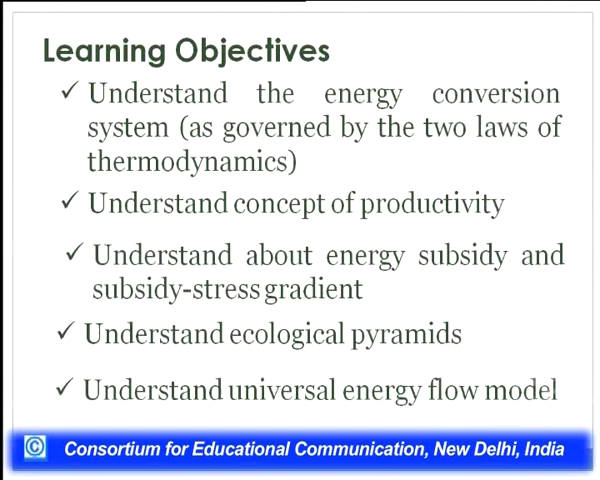 Learning Objectives
✓ Understand the energy conversion
system (as governed by the two laws of
thermodynamics)
✓ Understand concept of productivity
✓ Understand about energy subsidy and
subsidy-stress gradient
✓ Understand ecological pyramids
✓ Understand universal energy flow model
© Consortium for Educational Communication, New Delhi, India